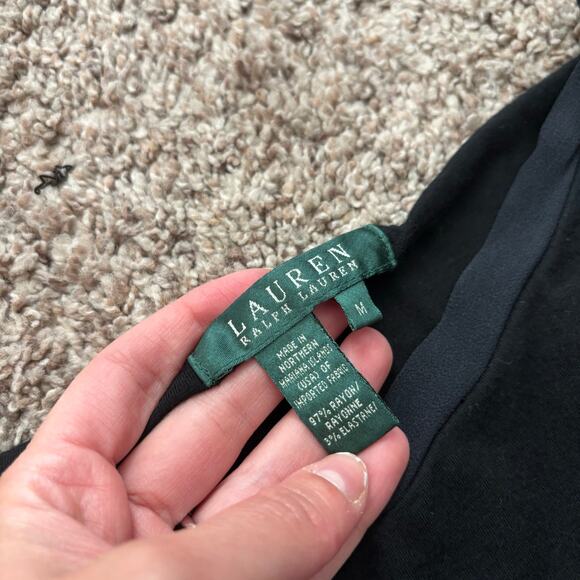 LAUREN
RALPH LAUREN
M
MADE IN
NORTHERN
MARIANA ISLANDS
(USA) OF
IMPORTED FABRIC
97% RAYON/
RAYONNE
3% ELASTANE/